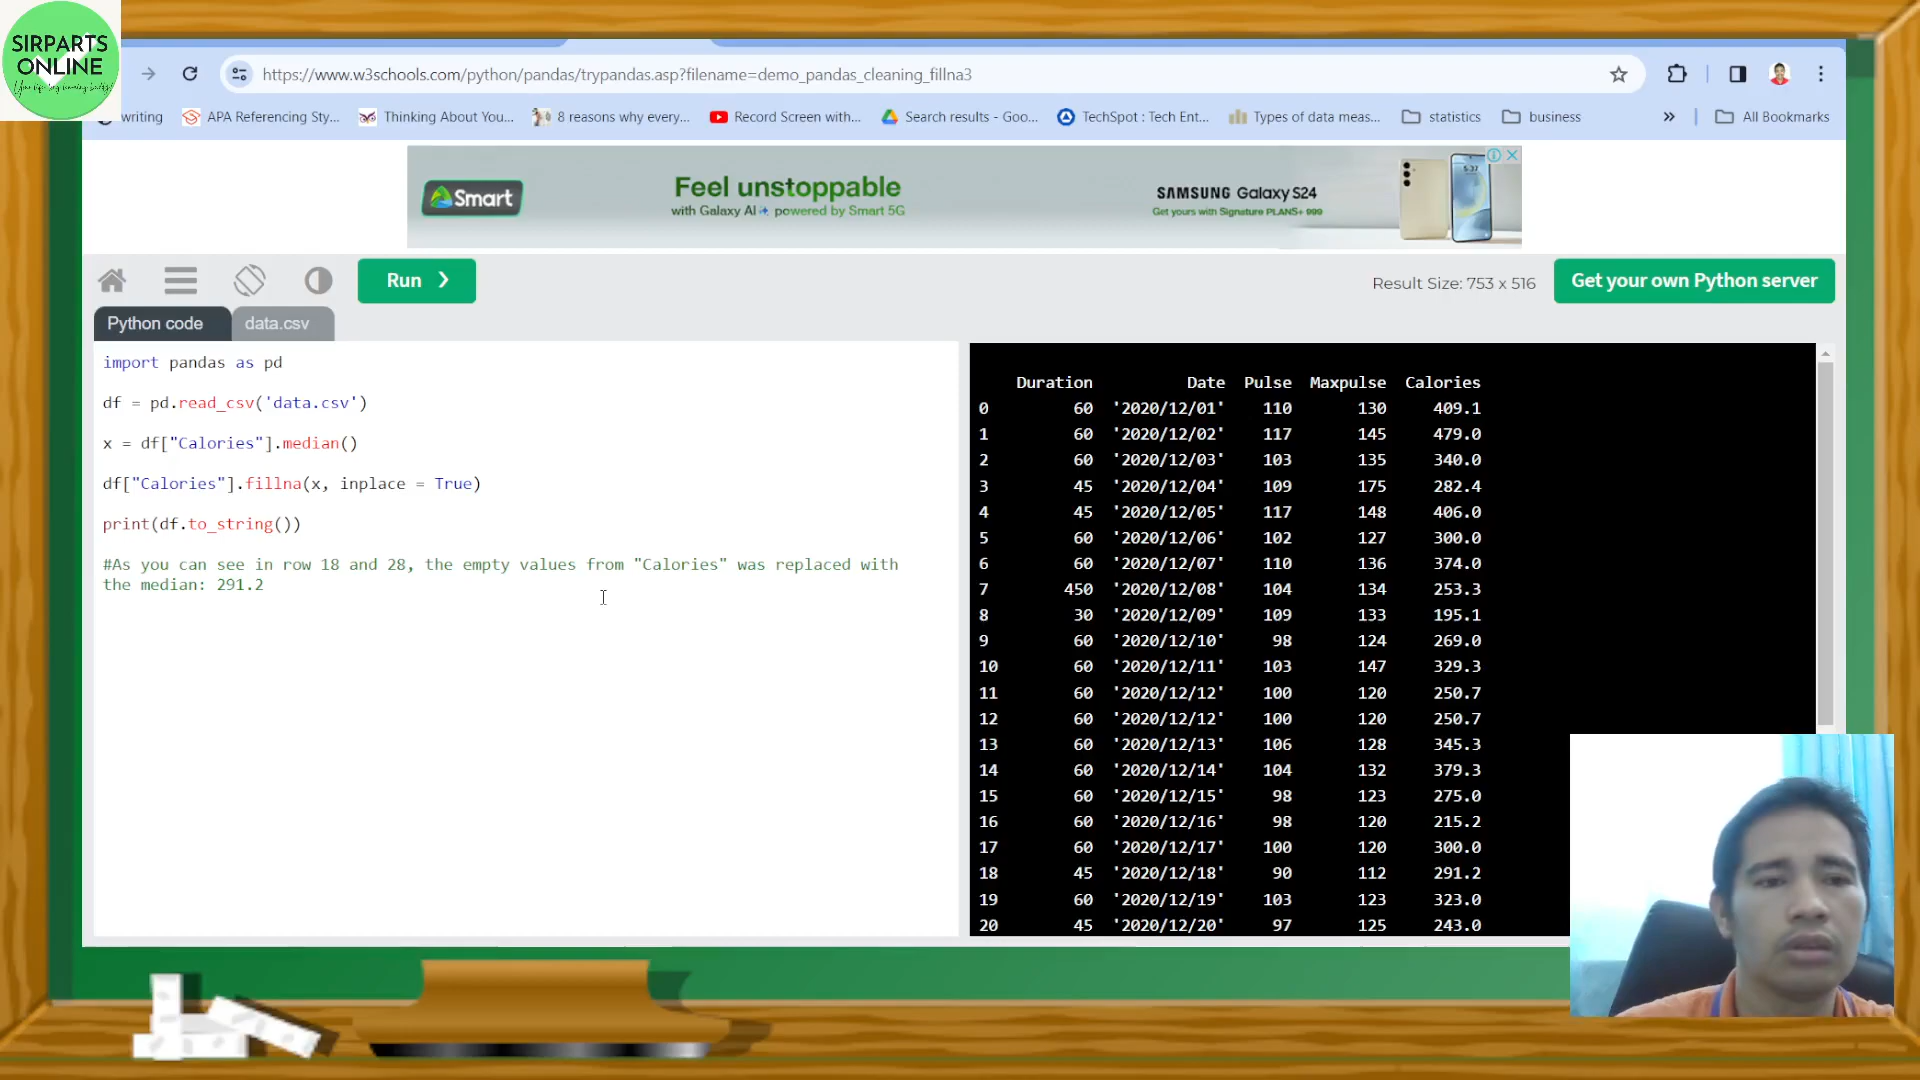 SIRPARTS
ONLINE
https://www.w3schools.com/python/pandas/trypandas.asp?filename=demo_pandas_cleaning_fillna3
writing
APA Referencing Sty...
Thinking About You...
8 reasons why every...
Record Screen with...
Search results - Goo...
TechSpot : Tech Ent...
Types of data meas...
statistics
business
»
All Bookmarks
Smart
Feel unstoppable
with Galaxy AI powered by Smart 5G
SAMSUNG Galaxy S24
Get yours with Signature PLANS+ 999
5:37
Run ❯
Result Size: 753 x 516
Get your own Python server
Python code
data.csv
import pandas as pd
df = pd.read_csv('data.csv')
x = df["Calories"].median()
df["Calories"].fillna(x, inplace = True)
print(df.to_string())
#As you can see in row 18 and 28, the empty values from "Calories" was replaced with
the median: 291.2
Duration Date Pulse Maxpulse Calories
0 60 '2020/12/01' 110 130 409.1
1 60 '2020/12/02' 117 145 479.0
2 60 '2020/12/03' 103 135 340.0
3 45 '2020/12/04' 109 175 282.4
4 45 '2020/12/05' 117 148 406.0
5 60 '2020/12/06' 102 127 300.0
6 60 '2020/12/07' 110 136 374.0
7 450 '2020/12/08' 104 134 253.3
8 30 '2020/12/09' 109 133 195.1
9 60 '2020/12/10' 98 124 269.0
10 60 '2020/12/11' 103 147 329.3
11 60 '2020/12/12' 100 120 250.7
12 60 '2020/12/12' 100 120 250.7
13 60 '2020/12/13' 106 128 345.3
14 60 '2020/12/14' 104 132 379.3
15 60 '2020/12/15' 98 123 275.0
16 60 '2020/12/16' 98 120 215.2
17 60 '2020/12/17' 100 120 300.0
18 45 '2020/12/18' 90 112 291.2
19 60 '2020/12/19' 103 123 323.0
20 45 '2020/12/20' 97 125 243.0